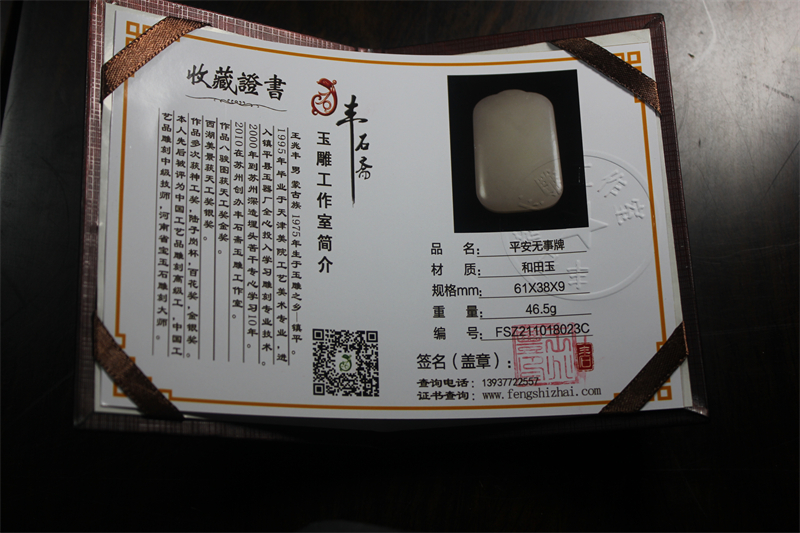 收藏證書
丰石斋
玉雕工作室简介
王兆丰 男 蒙古族 1975年生于玉雕之乡—镇平。
1995年毕业于天津美院工艺美术专业,进
入镇平县玉器厂全心投入学习雕刻专业技术。
2000年到苏州深造埋头苦干专心学习10年。
2010在苏州创办丰石斋玉雕工作室。
作品八骏图获天工奖金奖。
西湖美景获天工奖银奖。
作品多次获神工奖,陆子岗杯,百花奖,金银奖。
本人先后被评为中国工艺品雕刻高级工,中国工
艺品雕刻中级技师,河南省宝玉石雕刻大师。
品 名: 平安无事牌
材 质: 和田玉
规格mm: 61X38X9
重 量: 46.5g
编 号: FSZ211018023C
签名(盖章):
查询电话:13937722557
证书查询:www.fengshizhai.com